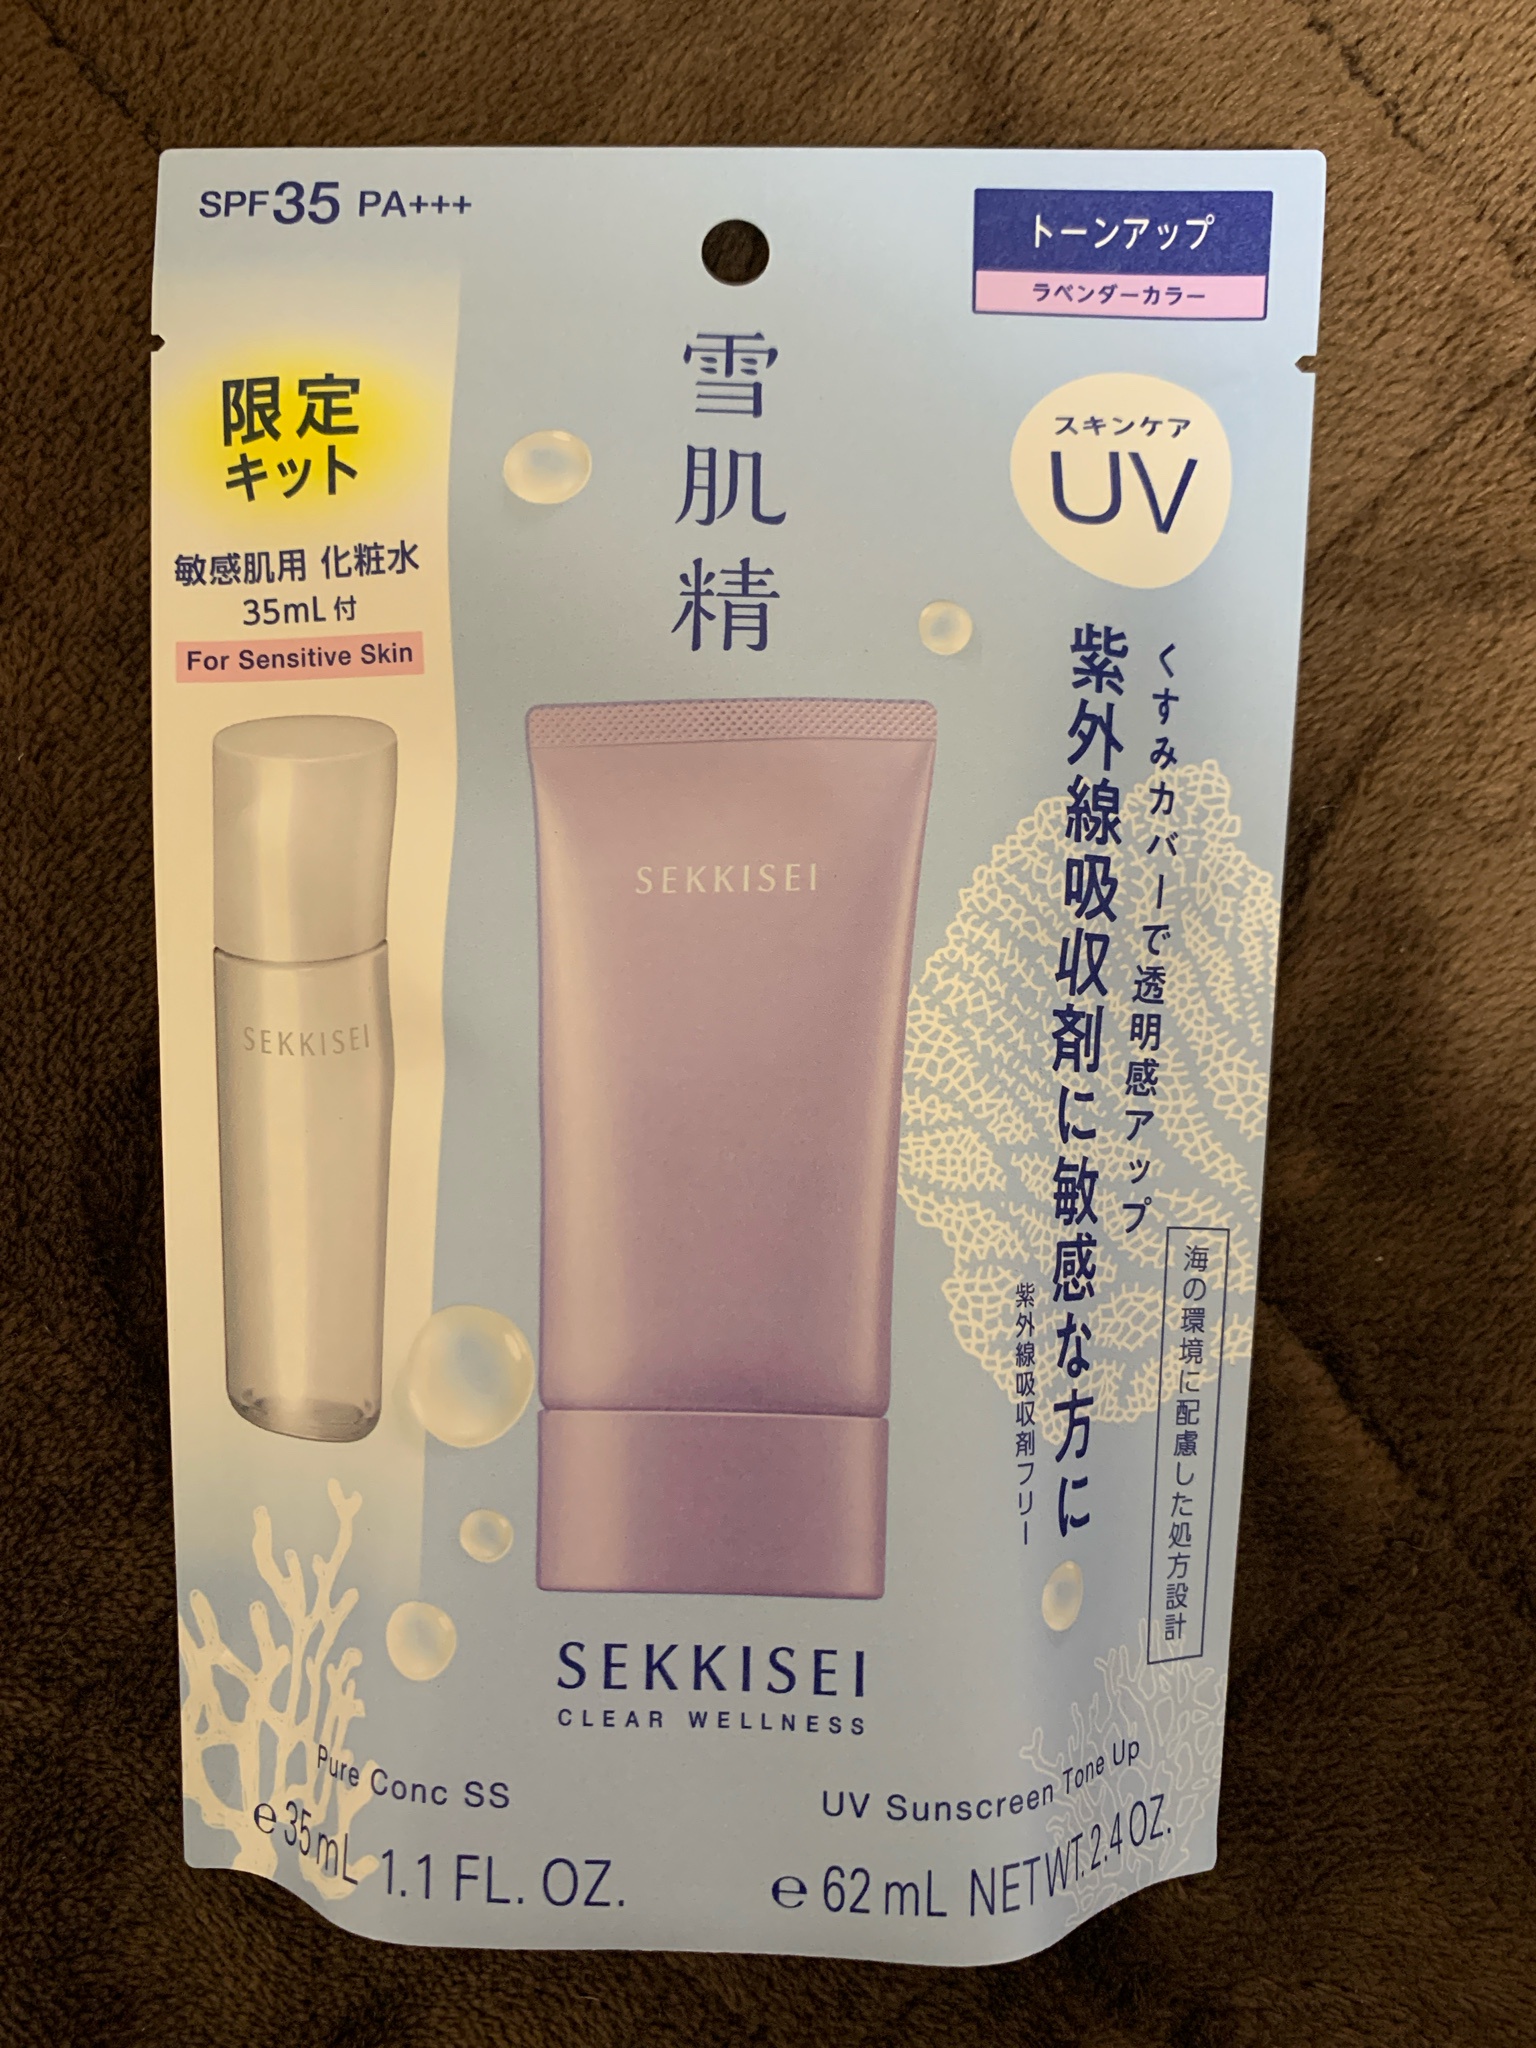 SPF35 PA+++
トーンアップ
ラベンダーカラー
限定
キット
敏感肌用 化粧水
35mL付
For Sensitive Skin
SEKKISEI
雪肌精
SEKKISEI
スキンケア
UV
くすみカバーで透明感アップ
紫外線吸収剤に敏感な方に
紫外線吸収剤フリー
海の環境に配慮した処方設計
SEKKISEI
CLEAR WELLNESS
Pure Conc SS
℮35mL 1.1 FL. OZ.
UV Sunscreen Tone Up
℮62mL NET WT. 2.4 OZ.